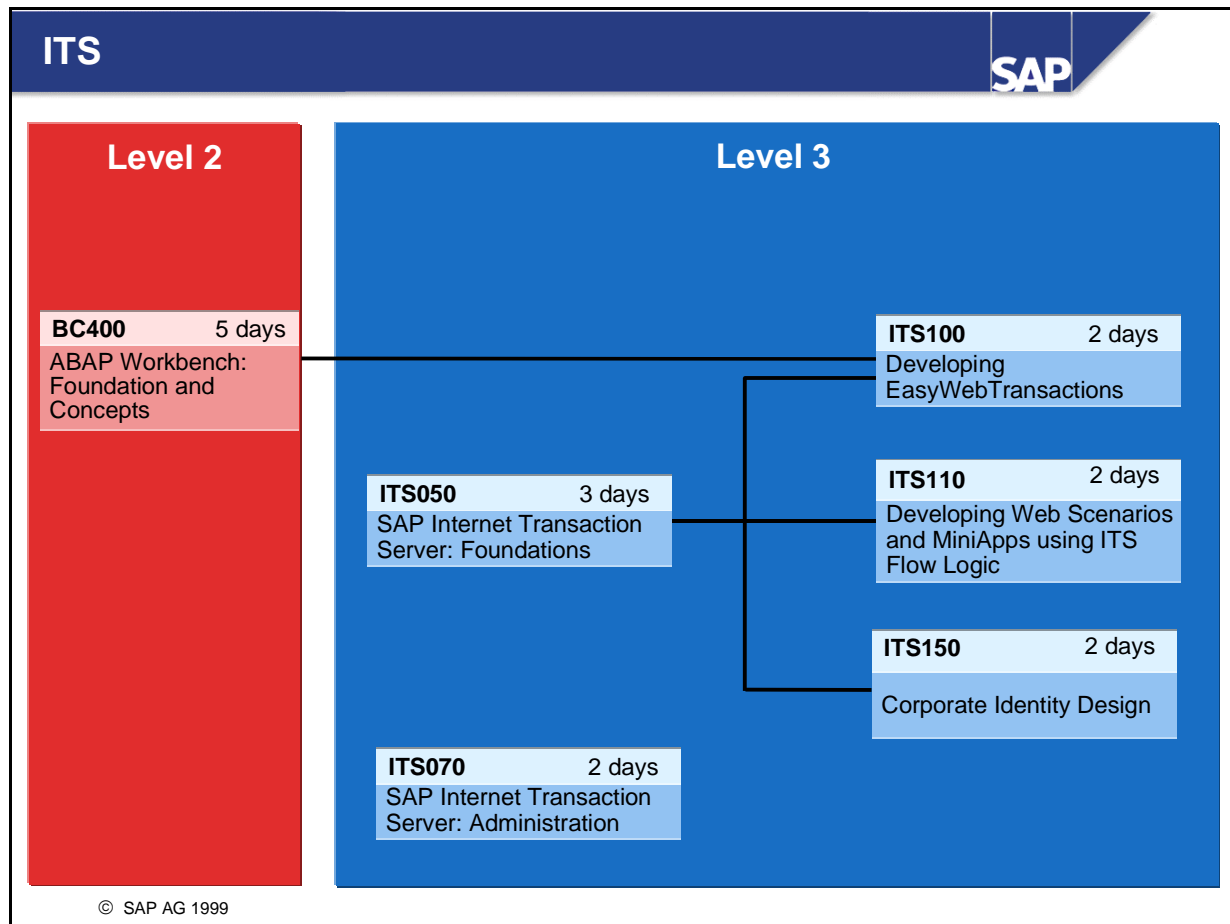 ITS
SAP
Level 2
Level 3
BC400 5 days
ABAP Workbench:
Foundation and
Concepts
ITS100 2 days
Developing
EasyWebTransactions
ITS050 3 days
SAP Internet Transaction
Server: Foundations
ITS110 2 days
Developing Web Scenarios
and MiniApps using ITS
Flow Logic
ITS150 2 days
Corporate Identity Design
ITS070 2 days
SAP Internet Transaction
Server: Administration
© SAP AG 1999